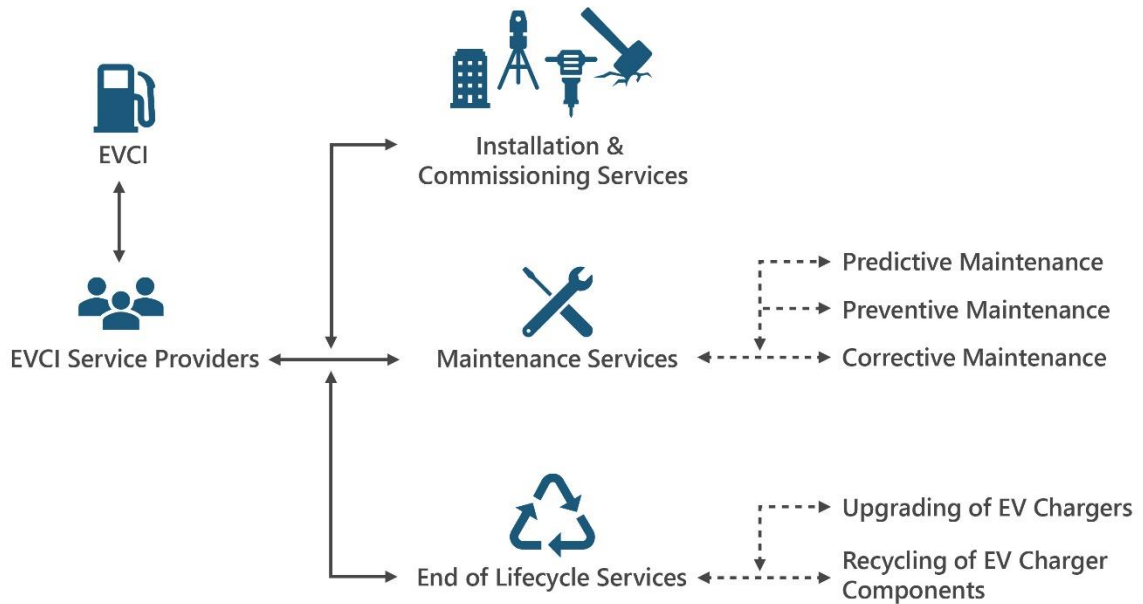 EVCI
Installation &
Commissioning Services
EVCI Service Providers
Maintenance Services
Predictive Maintenance
Preventive Maintenance
Corrective Maintenance
End of Lifecycle Services
Upgrading of EV Chargers
Recycling of EV Charger
Components